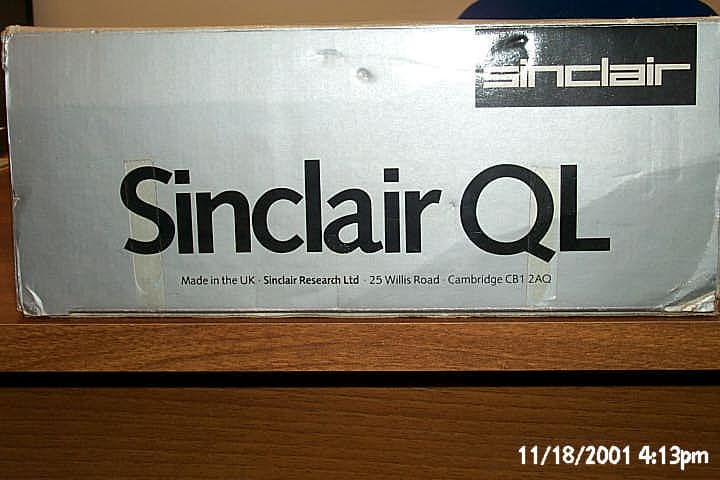 sinclair
Sinclair QL
Made in the UK · Sinclair Research Ltd · 25 Willis Road · Cambridge CB1 2AQ
11/18/2001 4:13pm